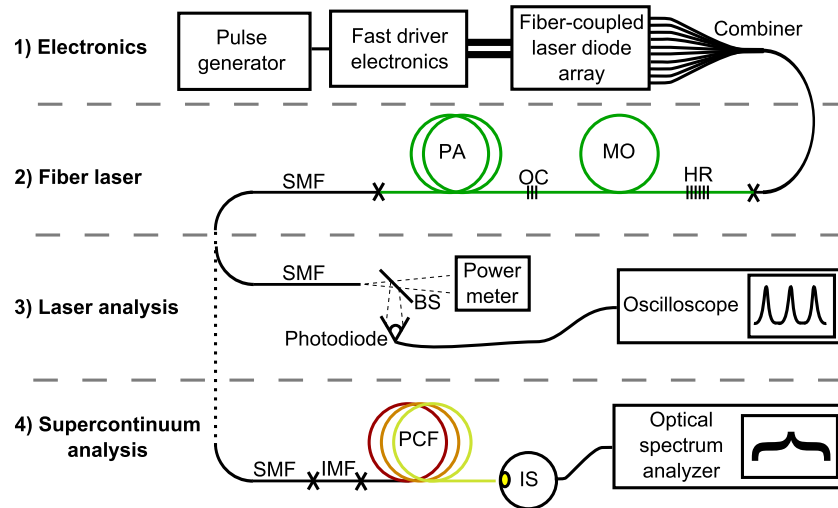 1) Electronics
Pulse
generator
Fast driver
electronics
Fiber-coupled
laser diode
array
Combiner
2) Fiber laser
SMF
PA
OC
MO
HR
3) Laser analysis
SMF
BS
Power
meter
Photodiode
Oscilloscope
4) Supercontinuum
analysis
SMF
IMF
PCF
IS
Optical
spectrum
analyzer